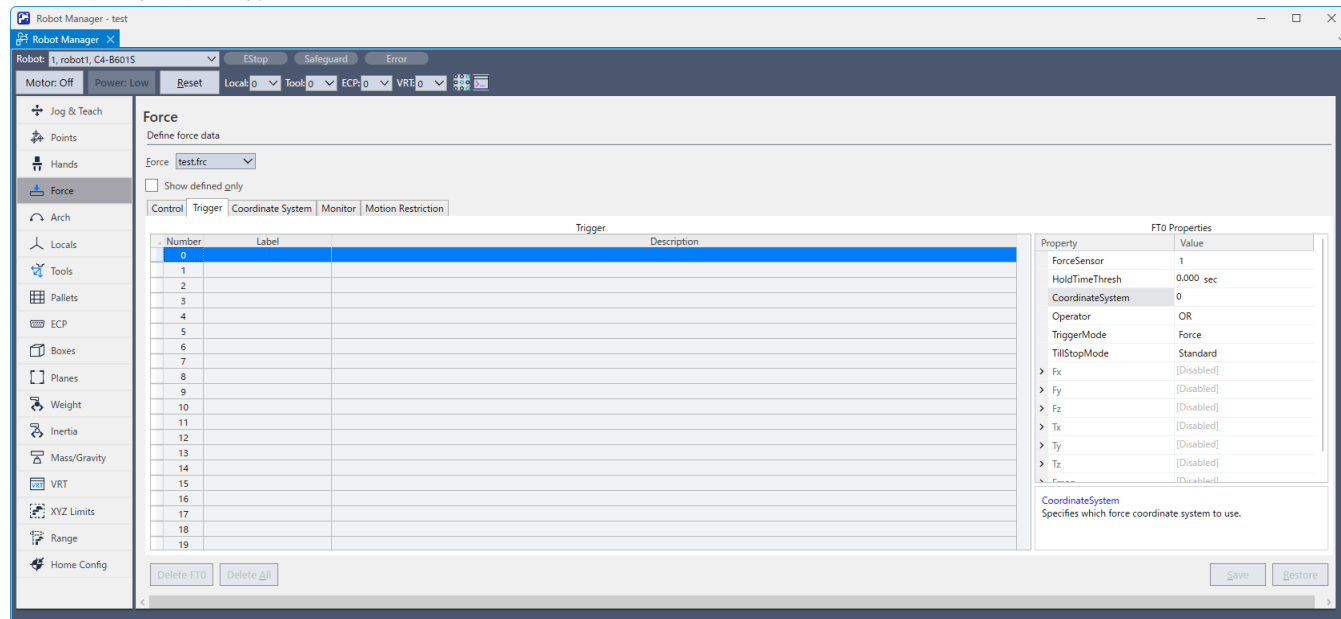 Robot Manager - test
Robot Manager
Robot: 1, robot1, C4-B601S EStop Safeguard Error
Motor: Off Power: Low Reset Local: 0 Tool: 0 ECP: 0 VRT: 0
Jog & Teach
Points
Hands
Force
Arch
Locals
Tools
Pallets
ECP
Boxes
Planes
Weight
Inertia
Mass/Gravity
VRT
XYZ Limits
Range
Home Config
Force
Define force data
Force test.frc
Show defined only
Control Trigger Coordinate System Monitor Motion Restriction
Trigger
Number Label Description
0
1
2
3
4
5
6
7
8
9
10
11
12
13
14
15
16
17
18
19
FT0 Properties
Property Value
ForceSensor 1
HoldTimeThresh 0.000 sec
CoordinateSystem 0
Operator OR
TriggerMode Force
TillStopMode Standard
Fx [Disabled]
Fy [Disabled]
Fz [Disabled]
Tx [Disabled]
Ty [Disabled]
Tz [Disabled]
[Disabled]
CoordinateSystem
Specifies which force coordinate system to use.
Delete FT0 Delete All Save Restore